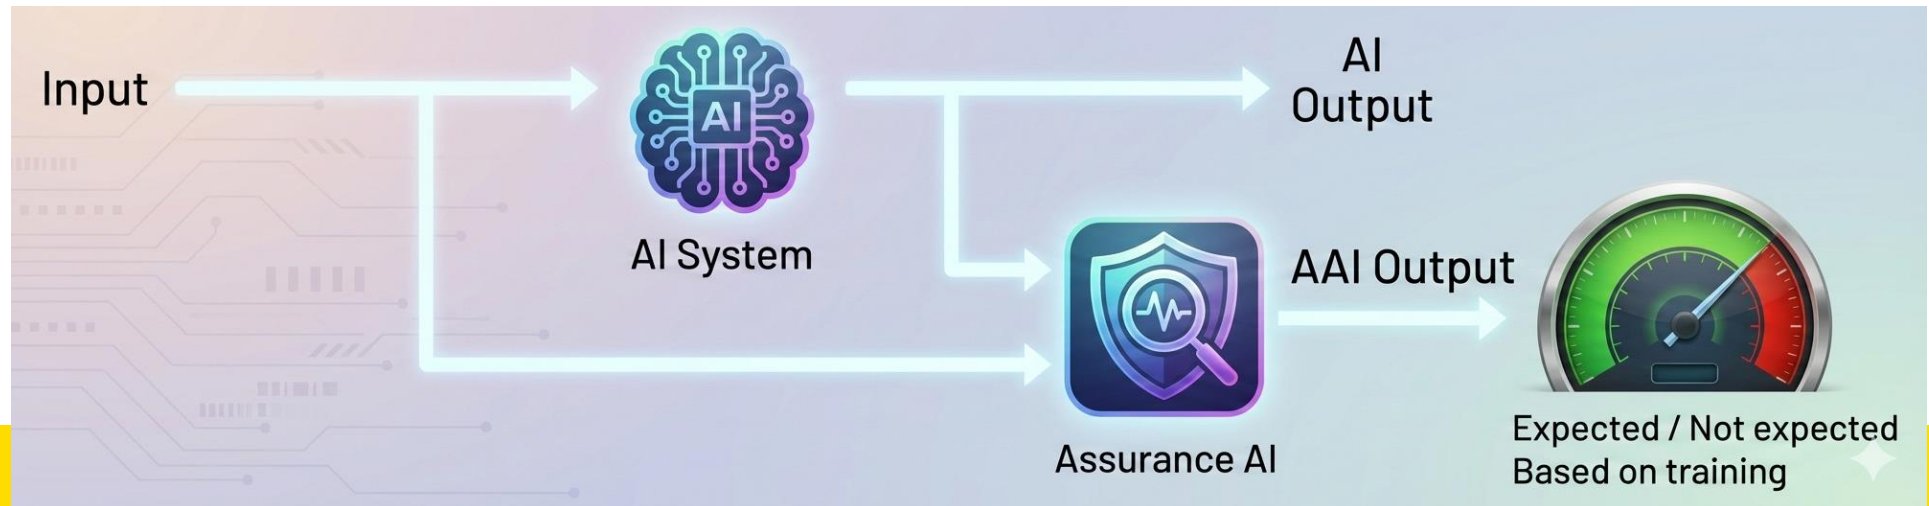 Input
AI
AI System
AI
Output
Assurance AI
AAI Output
Expected / Not expected
Based on training